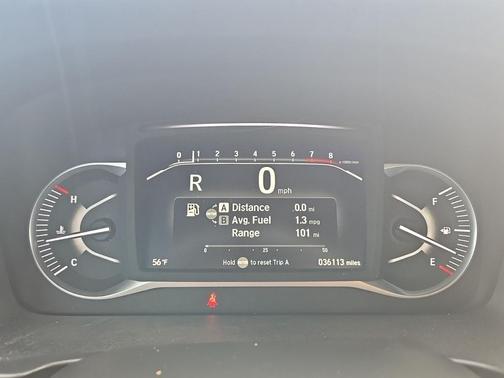 0 1 2 3 4 5 6 7 8
R 0 mph
H
F
A Distance .0 mi
B Avg. Fuel 1.3 mpg
Range 101 mi
0 25 50
C
E
56°F
Hold to reset Trip A
036113 miles